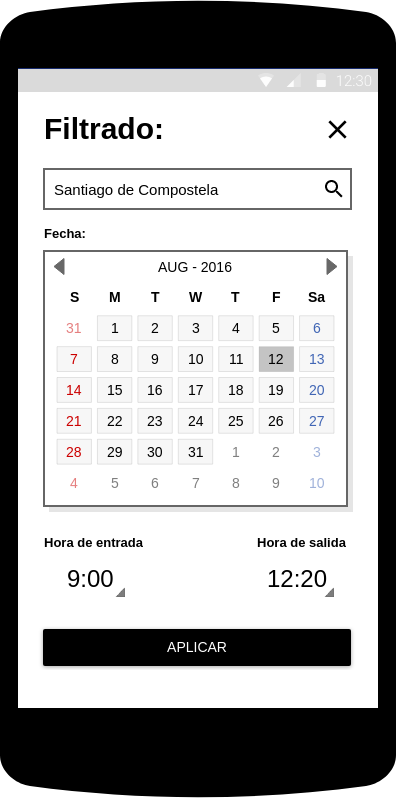 12:30
Filtrado:
Santiago de Compostela
Fecha:
AUG - 2016
S M T W T F Sa
31 1 2 3 4 5 6
7 8 9 10 11 12 13
14 15 16 17 18 19 20
21 22 23 24 25 26 27
28 29 30 31 1 2 3
4 5 6 7 8 9 10
Hora de entrada Hora de salida
9:00 12:20
APLICAR